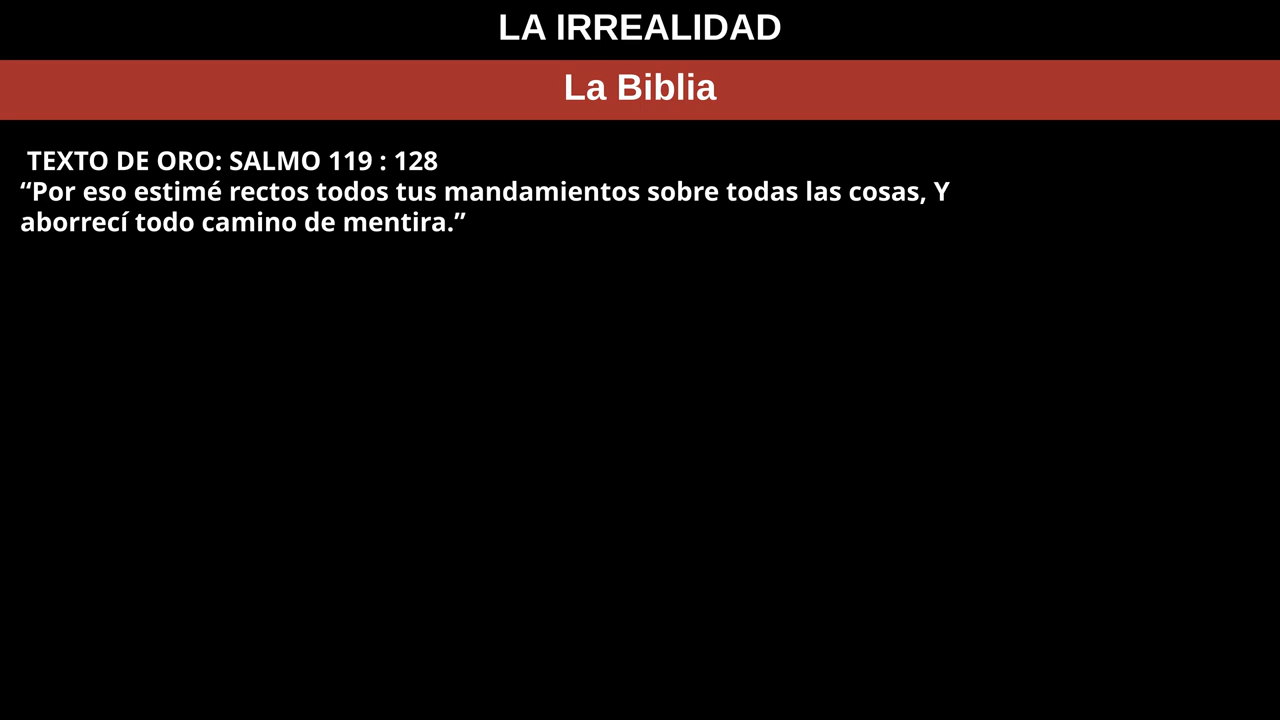 LA IRREALIDAD
La Biblia
TEXTO DE ORO: SALMO 119 : 128
“Por eso estimé rectos todos tus mandamientos sobre todas las cosas, Y
aborrecí todo camino de mentira.”